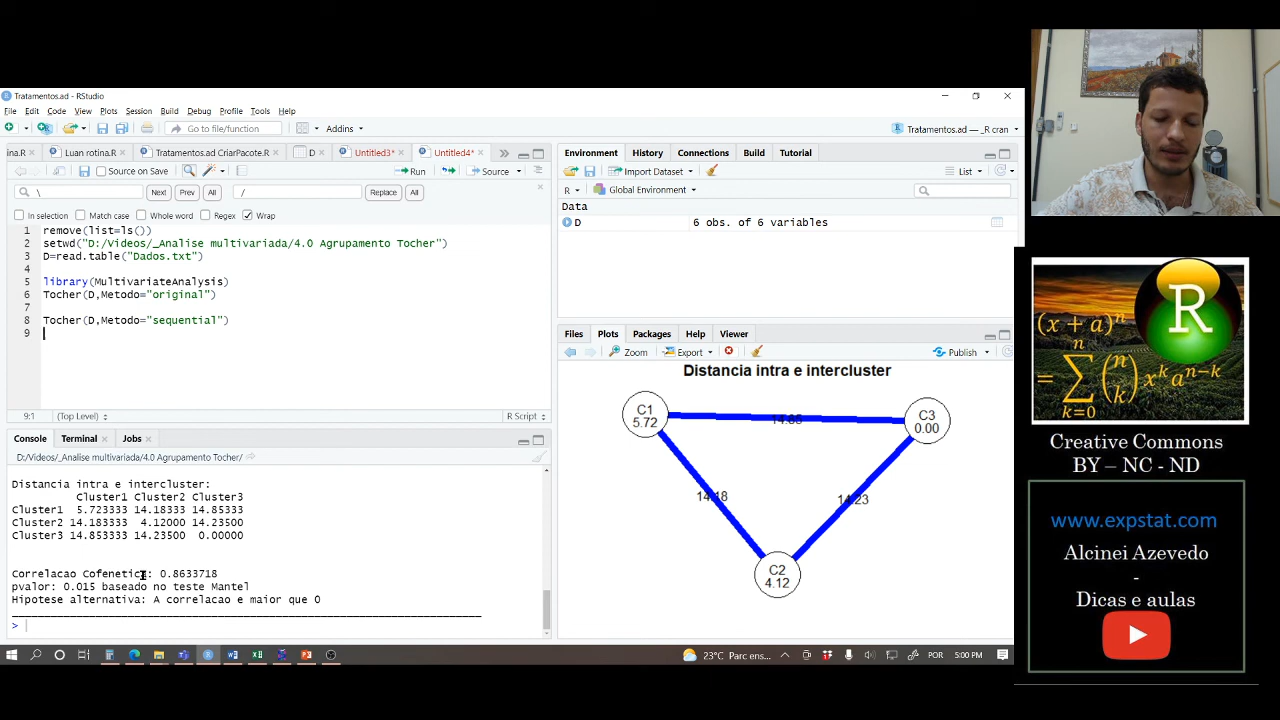 Tratamentos.ad - RStudio
File Edit Code View Plots Session Build Debug Profile Tools Help
Go to file/function Addins Tratamentos.ad — _R cran
ina.R Luan rotina.R Tratamentos.ad CriarPacote.R D Untitled3* Untitled4*
Source on Save Run Source
\ Next Prev All / Replace All
In selection Match case Whole word Regex Wrap
1 remove(list=ls())
2 setwd("D:/Videos/_Analise multivariada/4.0 Agrupamento Tocher")
3 D=read.table("Dados.txt")
4
5 library(MultivariateAnalysis)
6 Tocher(D,Metodo="original")
7
8 Tocher(D,Metodo="sequential")
9
9:1 (Top Level) R Script
Console Terminal Jobs
D:/Videos/_Analise multivariada/4.0 Agrupamento Tocher/
Distancia intra e intercluster:
Cluster1 Cluster2 Cluster3
Cluster1 5.723333 14.18333 14.85333
Cluster2 14.183333 4.12000 14.23500
Cluster3 14.853333 14.23500 0.00000
Correlacao Cofenetica: 0.8633718
pvalor: 0.015 baseado no teste Mantel
Hipotese alternativa: A correlacao e maior que 0
>
Environment History Connections Build Tutorial
Import Dataset List
R Global Environment
Data
D 6 obs. of 6 variables
Files Plots Packages Help Viewer
Zoom Export Publish
Distancia intra e intercluster
C1
5.72
C3
0.00
14.85
14.18
14.23
C2
4.12
23°C Parc ens... POR 5:00 PM
(x + a)ⁿ
R
= ∑ (n k) xᵏaⁿ⁻ᵏ
n
k=0
Creative Commons
BY – NC - ND
www.expstat.com
Alcinei Azevedo
-
Dicas e aulas